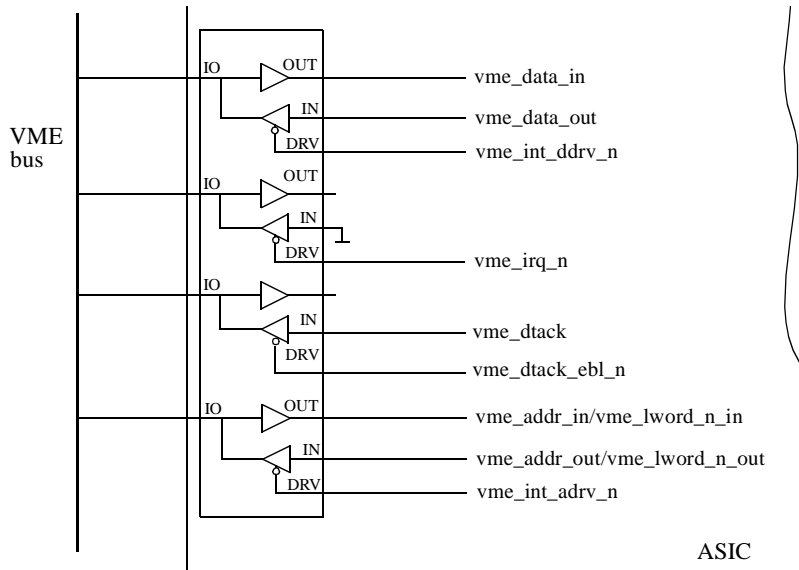 IO
OUT
vme_data_in
IN
vme_data_out
DRV
vme_int_ddrv_n
VME
bus
IO
OUT
IN
DRV
vme_irq_n
IO
IN
vme_dtack
DRV
vme_dtack_ebl_n
IO
OUT
vme_addr_in/vme_lword_n_in
IN
vme_addr_out/vme_lword_n_out
DRV
vme_int_adrv_n
ASIC